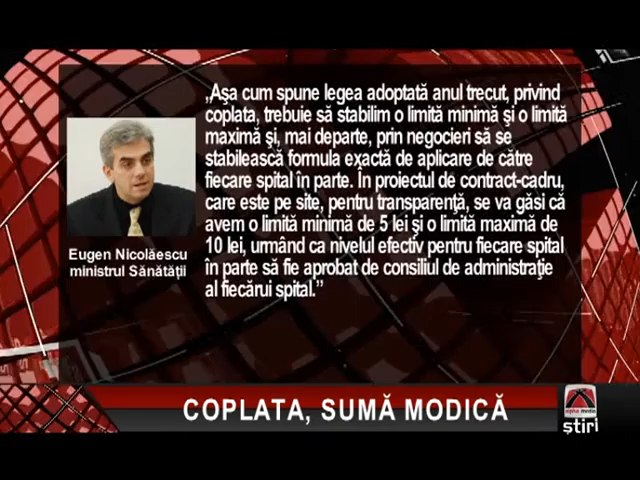 „Aşa cum spune legea adoptată anul trecut, privind
coplata, trebuie să stabilim o limită minimă şi o limită
maximă şi, mai departe, prin negocieri să se
stabilească formula exactă de aplicare de către
fiecare spital în parte. În proiectul de contract-cadru,
care este pe site, pentru transparenţă, se va găsi că
avem o limită minimă de 5 lei şi o limită maximă de
10 lei, urmând ca nivelul efectiv pentru fiecare spital
în parte să fie aprobat de consiliul de administraţie
al fiecărui spital.”
Eugen Nicolăescu
ministrul Sănătăţii
COPLATA, SUMĂ MODICĂ
alpha media
ştiri